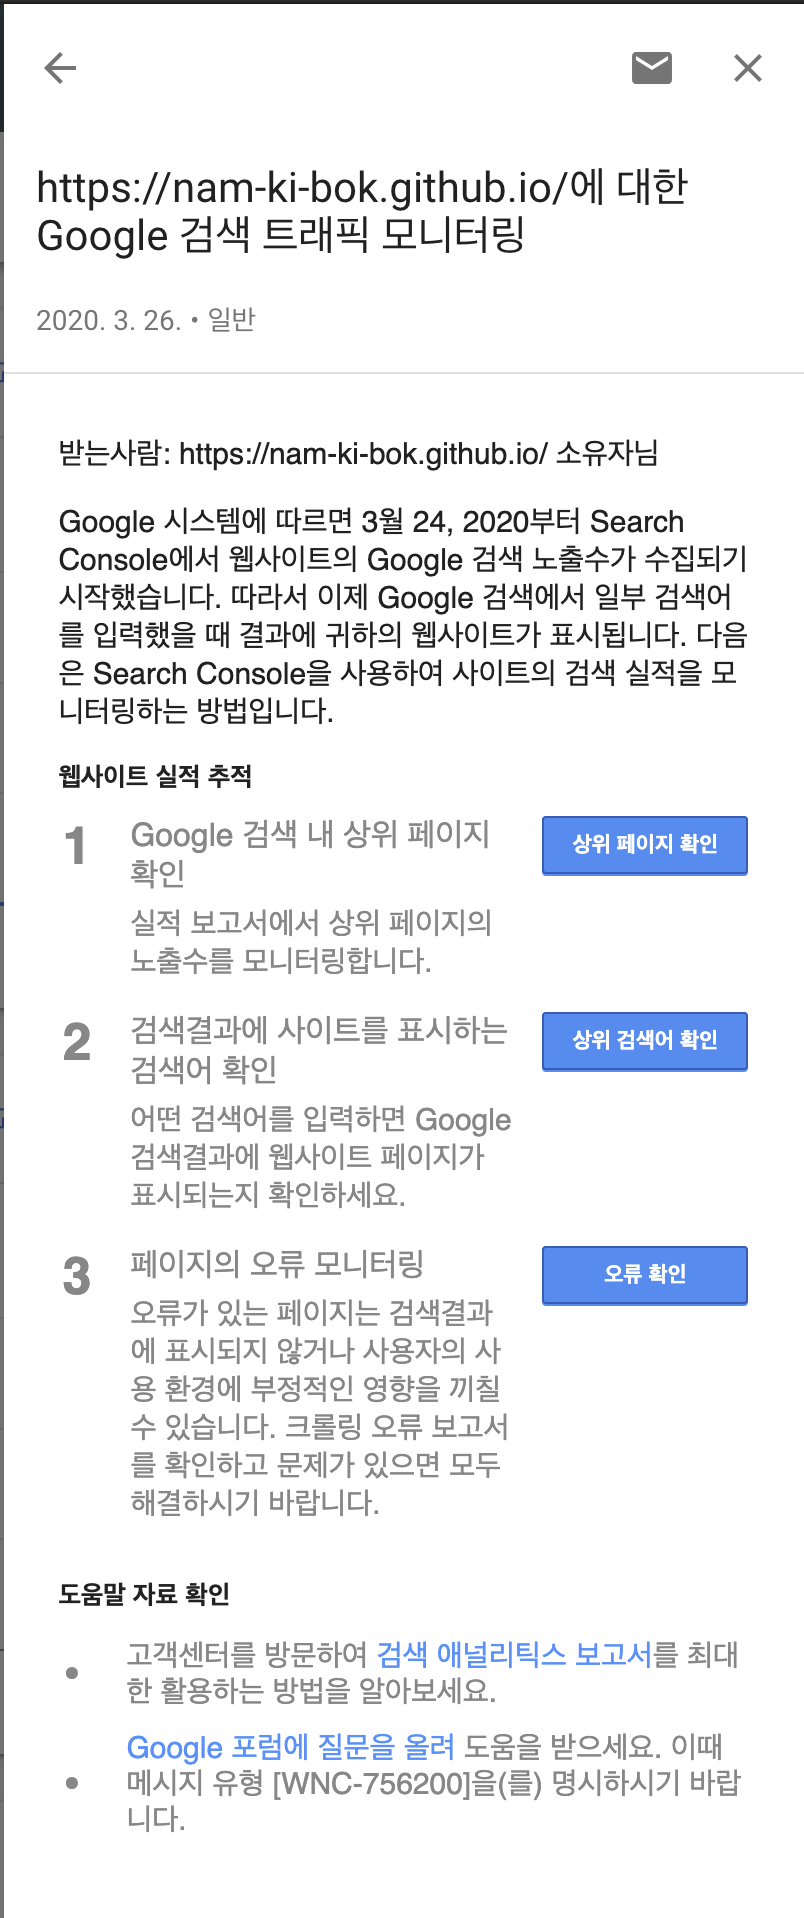 https://nam-ki-bok.github.io/에 대한
Google 검색 트래픽 모니터링
2020. 3. 26. • 일반
받는사람: https://nam-ki-bok.github.io/ 소유자님
Google 시스템에 따르면 3월 24, 2020부터 Search
Console에서 웹사이트의 Google 검색 노출수가 수집되기
시작했습니다. 따라서 이제 Google 검색에서 일부 검색어
를 입력했을 때 결과에 귀하의 웹사이트가 표시됩니다. 다음
은 Search Console을 사용하여 사이트의 검색 실적을 모
니터링하는 방법입니다.
웹사이트 실적 추적
1
Google 검색 내 상위 페이지
확인
상위 페이지 확인
실적 보고서에서 상위 페이지의
노출수를 모니터링합니다.
2
검색결과에 사이트를 표시하는
검색어 확인
상위 검색어 확인
어떤 검색어를 입력하면 Google
검색결과에 웹사이트 페이지가
표시되는지 확인하세요.
3
페이지의 오류 모니터링
오류 확인
오류가 있는 페이지는 검색결과
에 표시되지 않거나 사용자의 사
용 환경에 부정적인 영향을 끼칠
수 있습니다. 크롤링 오류 보고서
를 확인하고 문제가 있으면 모두
해결하시기 바랍니다.
도움말 자료 확인
• 고객센터를 방문하여 검색 애널리틱스 보고서를 최대
한 활용하는 방법을 알아보세요.
• Google 포럼에 질문을 올려 도움을 받으세요. 이때
메시지 유형 [WNC-756200]을(를) 명시하시기 바랍
니다.